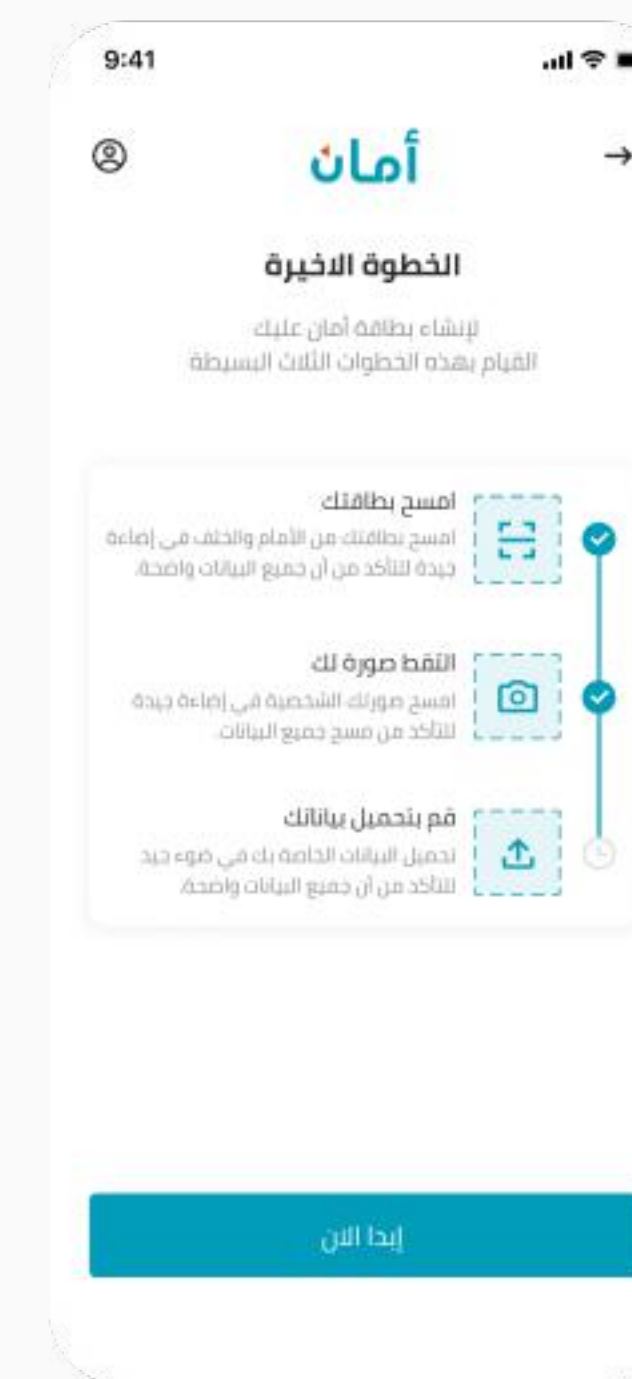 9:41
أمان
الخطوة الاخيرة
لإنشاء بطاقة أمان عليك
القيام بهذه الخطوات الثلاث البسيطة
امسح بطاقتك
امسح بطاقتك من الأمام والخلف في إضاءة
جيدة للتأكد من أن جميع البيانات واضحة.
التقط صورة لك
امسح صورتك الشخصية في إضاءة جيدة
للتأكد من مسح جميع البيانات.
قم بتحميل بياناتك
تحميل البيانات الخاصة بك في ضوء جيد
للتأكد من أن جميع البيانات واضحة.
إبدا الان